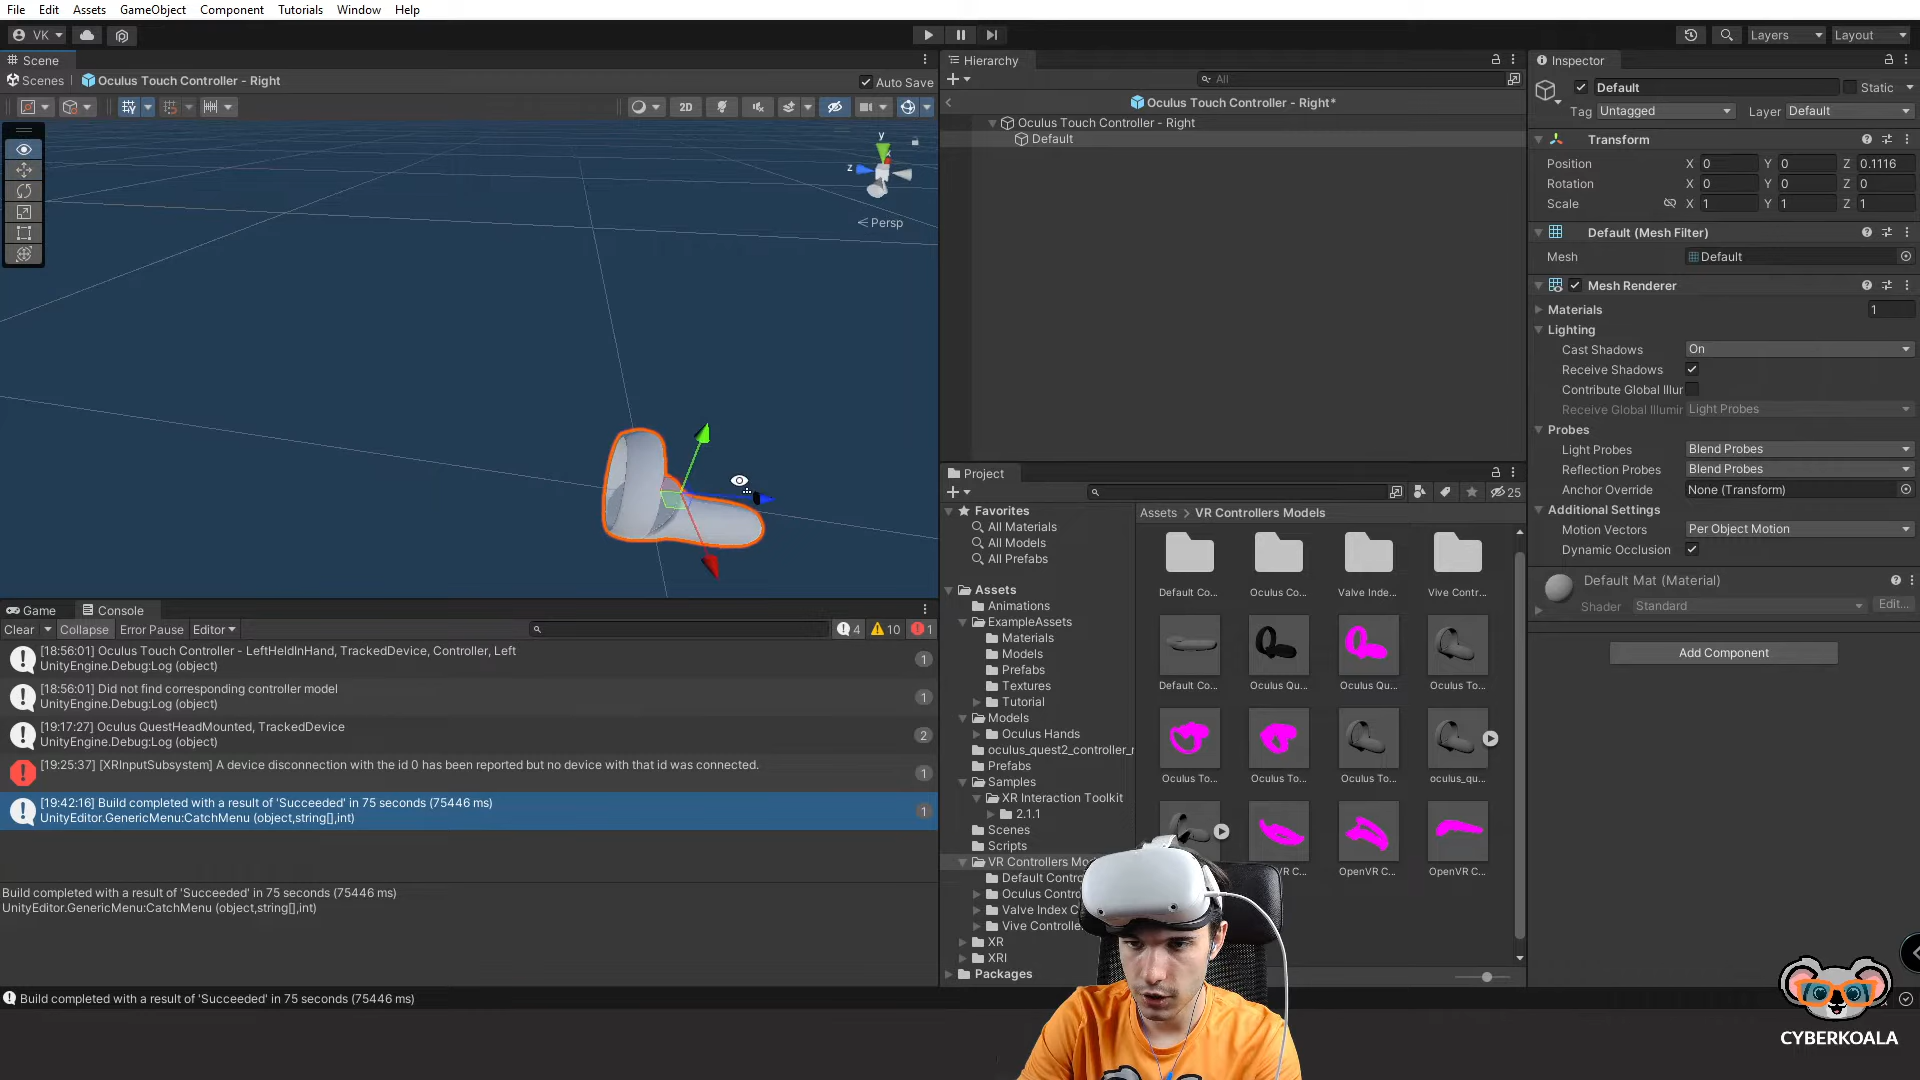 File Edit Assets GameObject Component Tutorials Window Help
VK Layers Layout
Scene
Scenes Oculus Touch Controller - Right Auto Save
2D
y
z
Persp
Game Console
Clear Collapse Error Pause Editor 4 10 1
[18:56:01] Oculus Touch Controller - LeftHeldInHand, TrackedDevice, Controller, Left
UnityEngine.Debug:Log (object)
1
[18:56:01] Did not find corresponding controller model
UnityEngine.Debug:Log (object)
1
[19:17:27] Oculus QuestHeadMounted, TrackedDevice
UnityEngine.Debug:Log (object)
2
[19:25:37] [XRInputSubsystem] A device disconnection with the id 0 has been reported but no device with that id was connected.
1
[19:42:16] Build completed with a result of 'Succeeded' in 75 seconds (75446 ms)
UnityEditor.GenericMenu:CatchMenu (object,string[],int)
1
Build completed with a result of 'Succeeded' in 75 seconds (75446 ms)
UnityEditor.GenericMenu:CatchMenu (object,string[],int)
Build completed with a result of 'Succeeded' in 75 seconds (75446 ms)
Hierarchy
All
Oculus Touch Controller - Right*
Oculus Touch Controller - Right
Default
Project
25
Favorites
All Materials
All Models
All Prefabs
Assets
Animations
ExampleAssets
Materials
Models
Prefabs
Textures
Tutorial
Models
Oculus Hands
oculus_quest2_controller_r
Prefabs
Samples
XR Interaction Toolkit
2.1.1
Scenes
Scripts
VR Controllers Mo
Default Contro
Oculus Contro
Valve Index C
Vive Controlle
XR
XRI
Packages
Assets > VR Controllers Models
Default Co... Oculus Co... Valve Inde... Vive Contr...
Default Co... Oculus Qu... Oculus Qu... Oculus To...
Oculus To... Oculus To... Oculus To... oculus_qu...
VR C... OpenVR C... OpenVR C...
Inspector
Default Static
Tag Untagged Layer Default
Transform
Position X 0 Y 0 Z 0.1116
Rotation X 0 Y 0 Z 0
Scale X 1 Y 1 Z 1
Default (Mesh Filter)
Mesh Default
Mesh Renderer
Materials 1
Lighting
Cast Shadows On
Receive Shadows
Contribute Global Illur
Receive Global Illumir Light Probes
Probes
Light Probes Blend Probes
Reflection Probes Blend Probes
Anchor Override None (Transform)
Additional Settings
Motion Vectors Per Object Motion
Dynamic Occlusion
Default Mat (Material)
Shader Standard Edit...
Add Component
CYBERKOALA